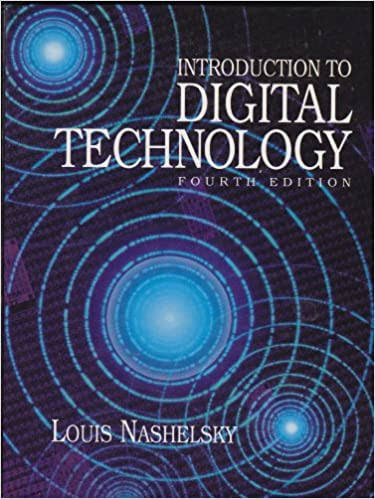 INTRODUCTION TO
DIGITAL
TECHNOLOGY
FOURTH EDITION
LOUIS NASHELSKY